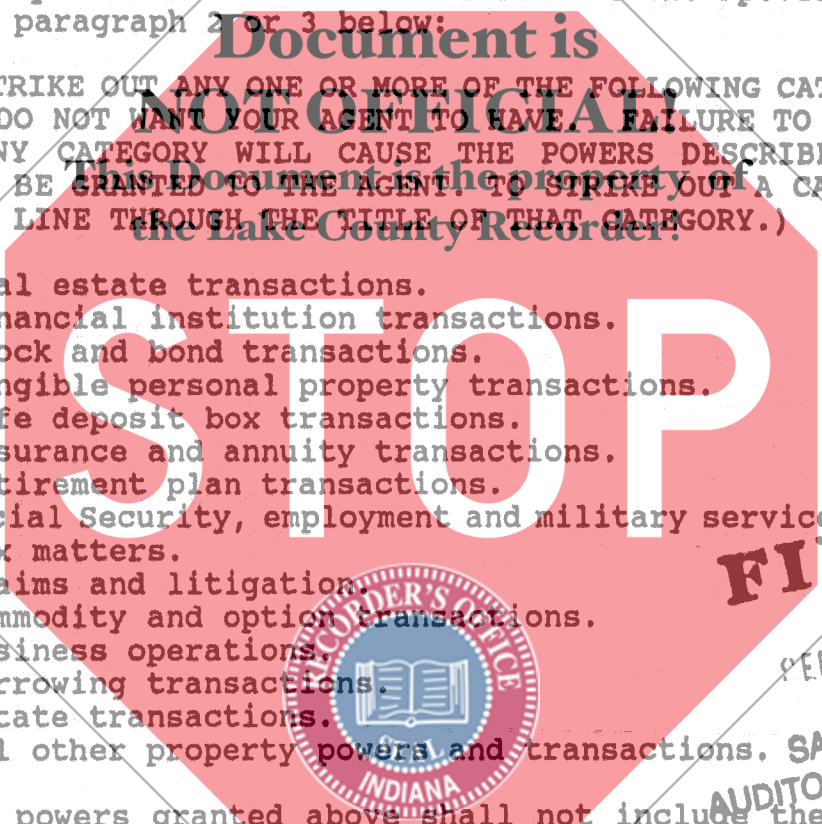 paragraph 2 or 3 below:
Document is
TRIKE OUT ANY ONE OR MORE OF THE FOLLOWING CAT
NOT OFFICIAL!
DO NOT WANT YOUR AGENT TO HAVE. FAILURE TO
NY CATEGORY WILL CAUSE THE POWERS DESCRIBE
This Document is the property of
BE GRANTED TO THE AGENT. TO STRIKE OUT A CA
LINE THROUGH THE TITLE OF THAT CATEGORY.)
the Lake County Recorder!
al estate transactions.
nancial institution transactions.
ock and bond transactions.
ngible personal property transactions.
fe deposit box transactions.
surance and annuity transactions.
tirement plan transactions.
cial Security, employment and military service
x matters.
aims and litigation.
mmodity and option transactions.
siness operations.
rrowing transactions.
tate transactions.
l other property powers and transactions.
powers granted above shall not include the
STOP
FI
PE
SA
AUDITO
RECORDER'S OFFICE
SEAL
INDIANA